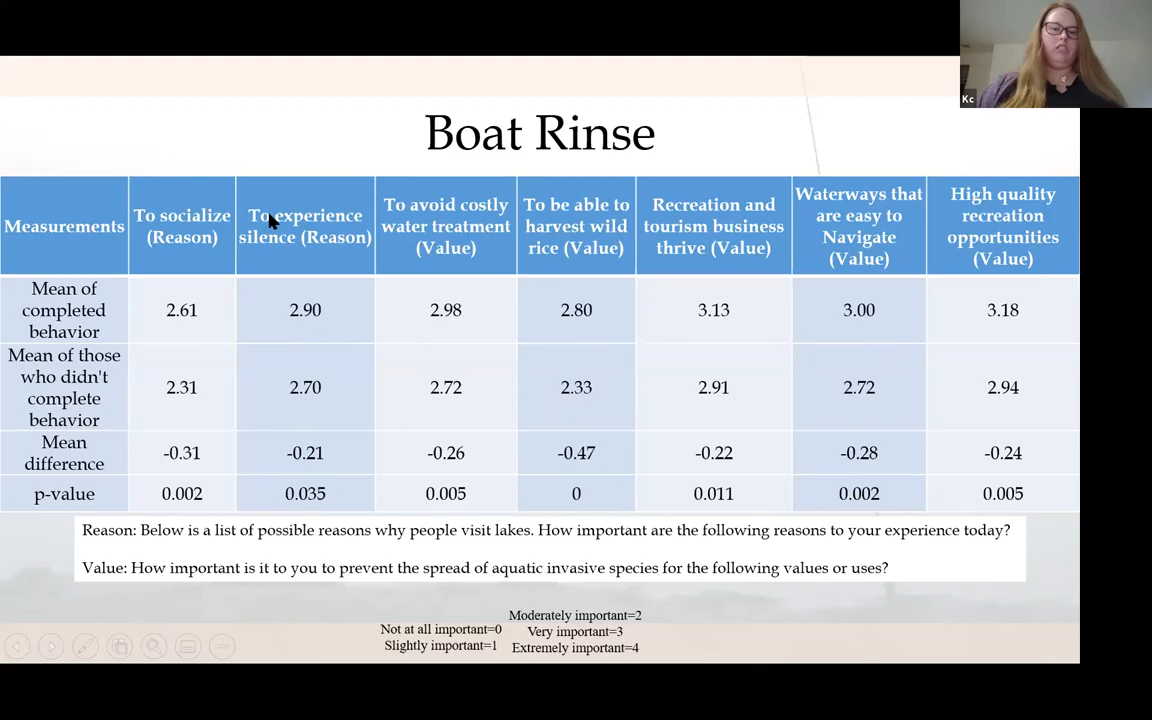 Kc
Boat Rinse
Measurements
To socialize
(Reason)
To experience
silence (Reason)
To avoid costly
water treatment
(Value)
To be able to
harvest wild
rice (Value)
Recreation and
tourism business
thrive (Value)
Waterways that
are easy to
Navigate
(Value)
High quality
recreation
opportunities
(Value)
Mean of
completed
behavior
2.61
2.90
2.98
2.80
3.13
3.00
3.18
Mean of those
who didn't
complete
behavior
2.31
2.70
2.72
2.33
2.91
2.72
2.94
Mean
difference
-0.31
-0.21
-0.26
-0.47
-0.22
-0.28
-0.24
p-value
0.002
0.035
0.005
0
0.011
0.002
0.005
Reason: Below is a list of possible reasons why people visit lakes. How important are the following reasons to your experience today?
Value: How important is it to you to prevent the spread of aquatic invasive species for the following values or uses?
Not at all important=0
Slightly important=1
Moderately important=2
Very important=3
Extremely important=4